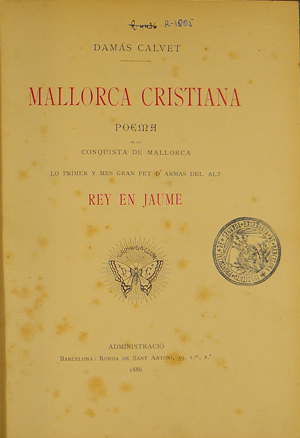 DAMÁS CALVET
MALLORCA CRISTIANA
POEMA
DE LA
CONQUISTA DE MALLORCA
LO PRIMER Y MES GRAN FET D' ARMAS DEL ALT
REY EN JAUME
ADMINISTRACIÓ
BARCELONA: RONDA DE SANT ANTONI,
1886